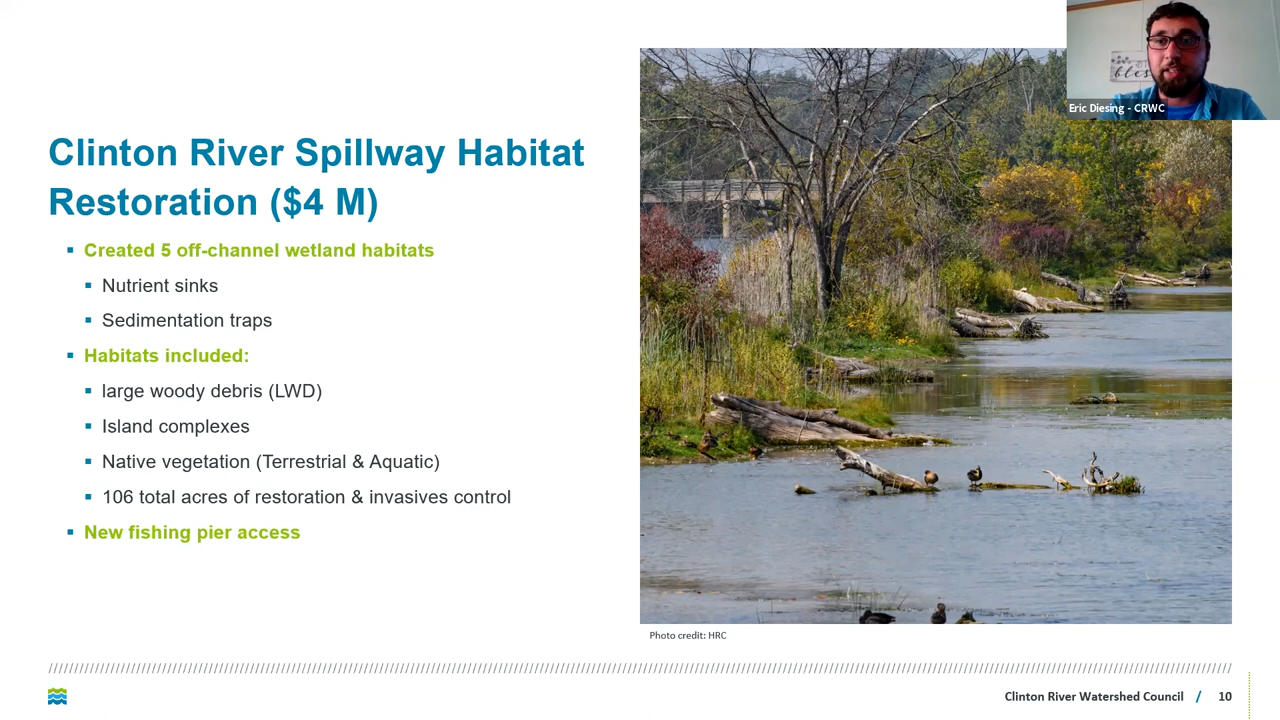 Clinton River Spillway Habitat
Restoration ($4 M)
Created 5 off-channel wetland habitats
Nutrient sinks
Sedimentation traps
Habitats included:
large woody debris (LWD)
Island complexes
Native vegetation (Terrestrial & Aquatic)
106 total acres of restoration & invasives control
New fishing pier access
Eric Diesing - CRWC
Photo credit: HRC
Clinton River Watershed Council / 10